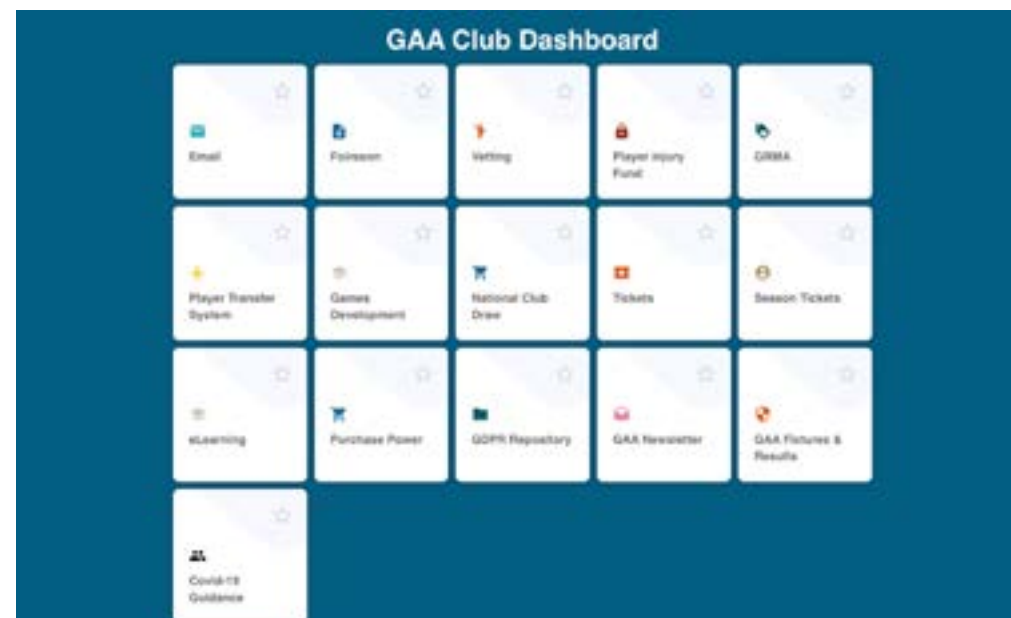 GAA Club Dashboard
Email
Foireann
Vetting
Player Injury
Fund
GRMA
Player Transfer
System
Games
Development
National Club
Draw
Tickets
Season Tickets
eLearning
Purchase Power
GDPR Repository
GAA Newsletter
GAA Fixtures &
Results
Covid-19
Guidance